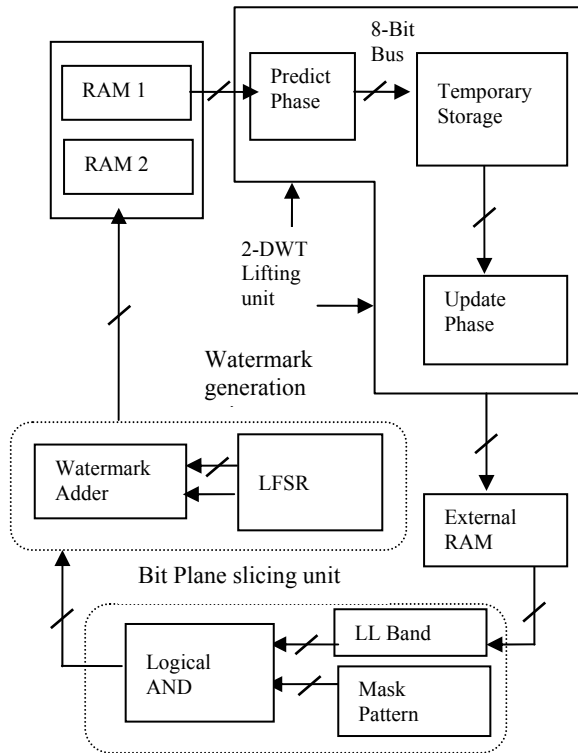 8-Bit
Bus
RAM 1
Predict
Phase
Temporary
Storage
RAM 2
2-DWT
Lifting
unit
Update
Phase
Watermark
generation
Watermark
Adder
LFSR
External
RAM
Bit Plane slicing unit
LL Band
Logical
AND
Mask
Pattern